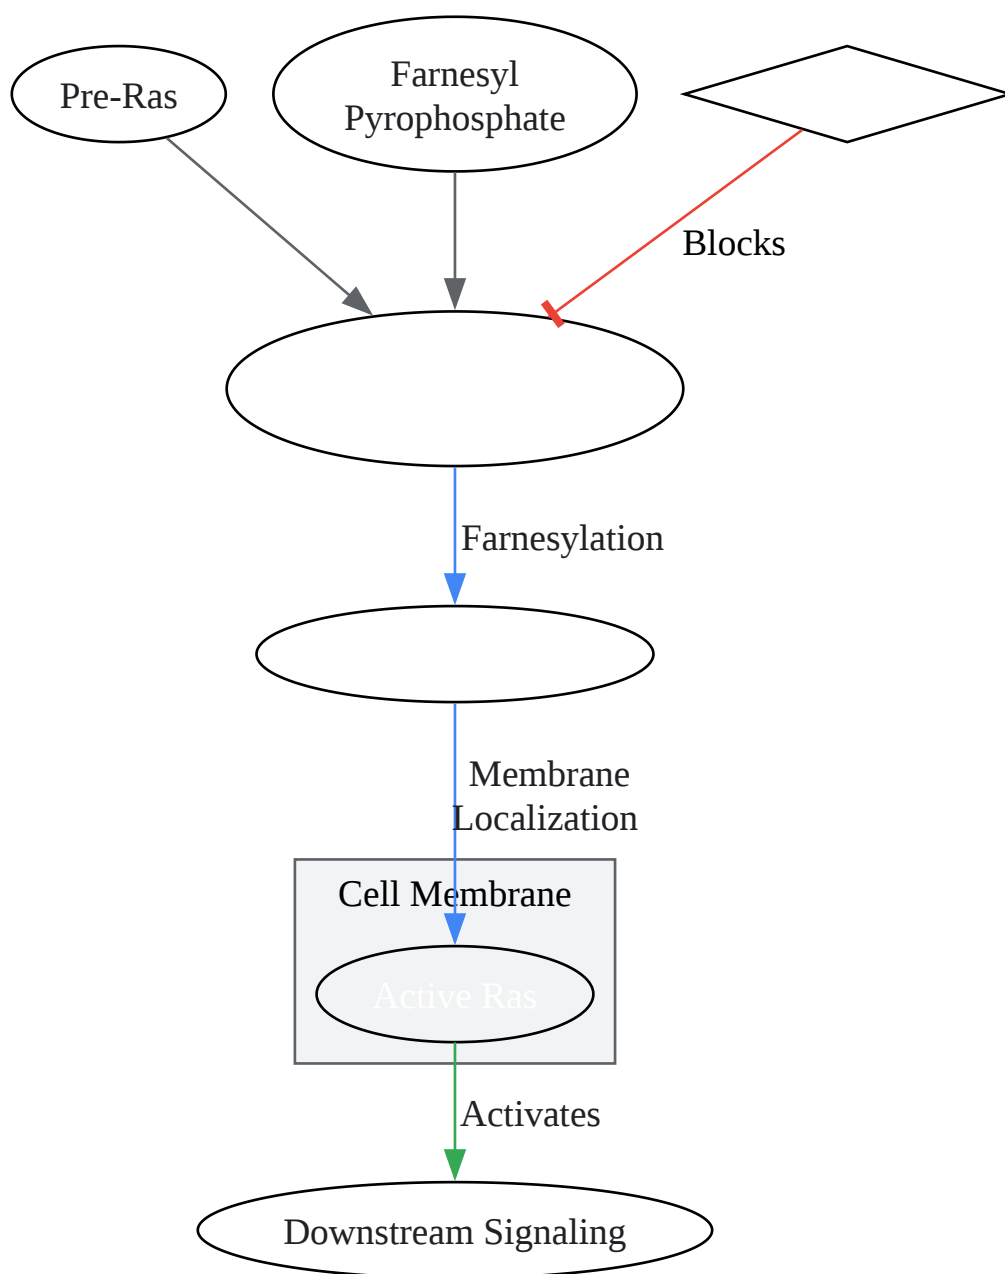 Pre-Ras
Farnesyl
Pyrophosphate
Blocks
Farnesylation
Membrane
Localization
Cell Membrane
Active Ras
Activates
Downstream Signaling